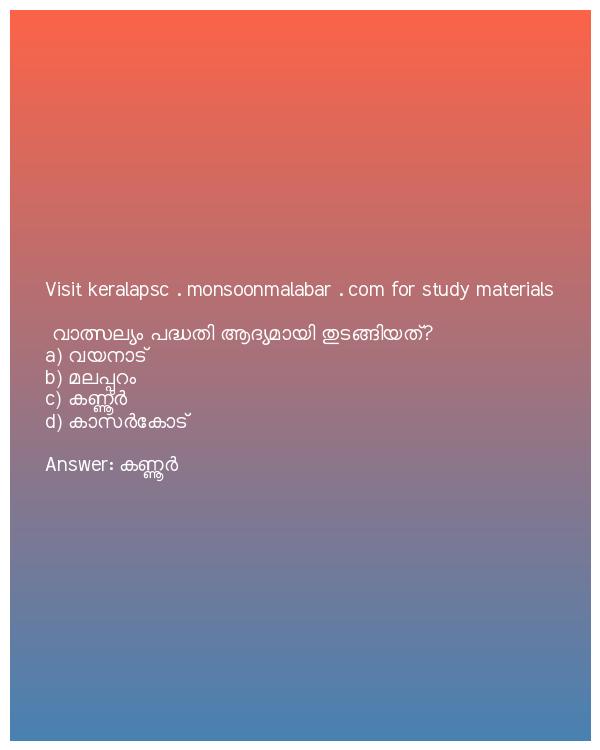 Visit keralapsc . monsoonmalabar . com for study materials
വാത്സല്യം പദ്ധതി ആദ്യമായി തുടങ്ങിയത്?
a) വയനാട്
b) മലപ്പുറം
c) കണ്ണൂർ
d) കാസർകോട്
Answer: കണ്ണൂർ